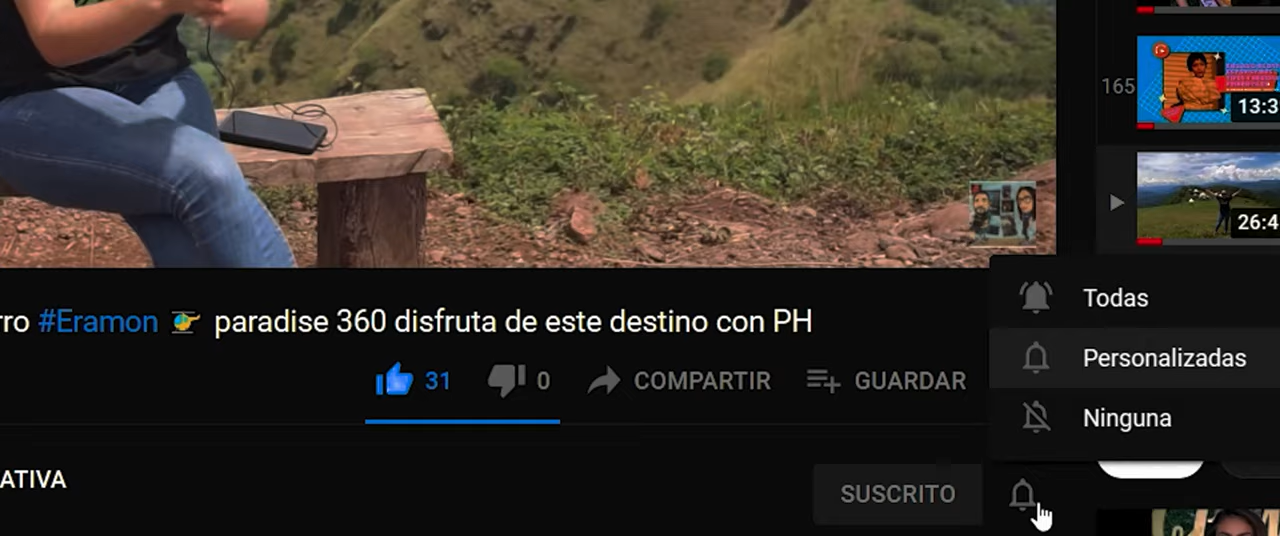 165
13:3
26:4
rro #Eramon paradise 360 disfruta de este destino con PH
31 0 COMPARTIR GUARDAR
Todas
Personalizadas
Ninguna
ATIVA
SUSCRITO